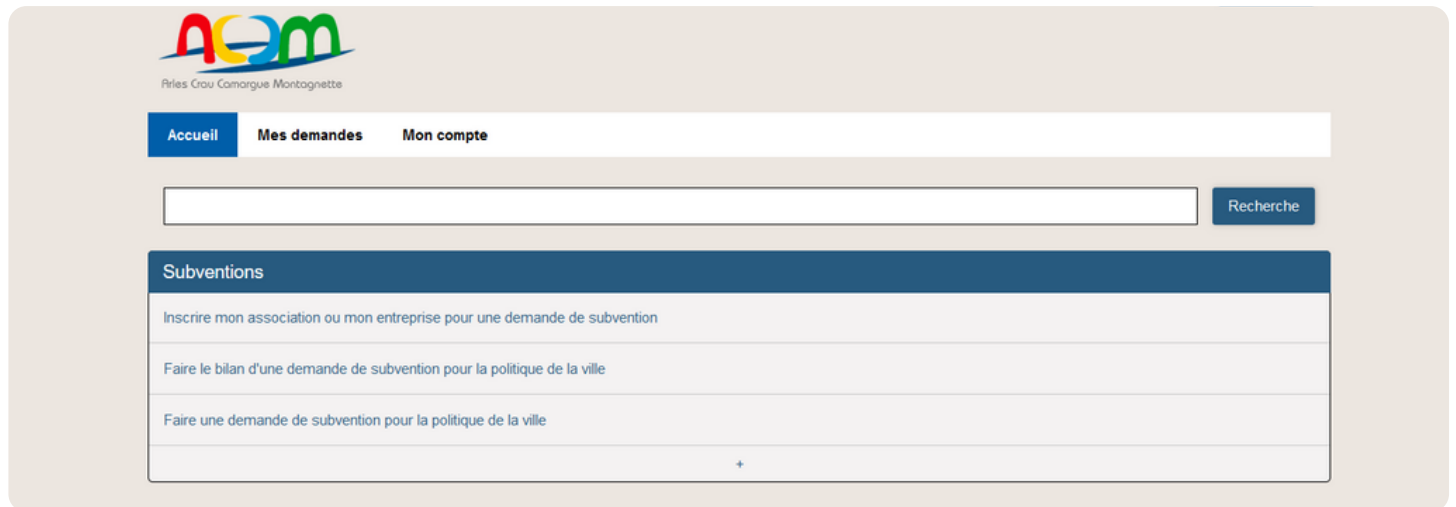 ACCM
Arles Crau Camargue Montagnette
Accueil Mes demandes Mon compte
Recherche
Subventions
Inscrire mon association ou mon entreprise pour une demande de subvention
Faire le bilan d'une demande de subvention pour la politique de la ville
Faire une demande de subvention pour la politique de la ville
+